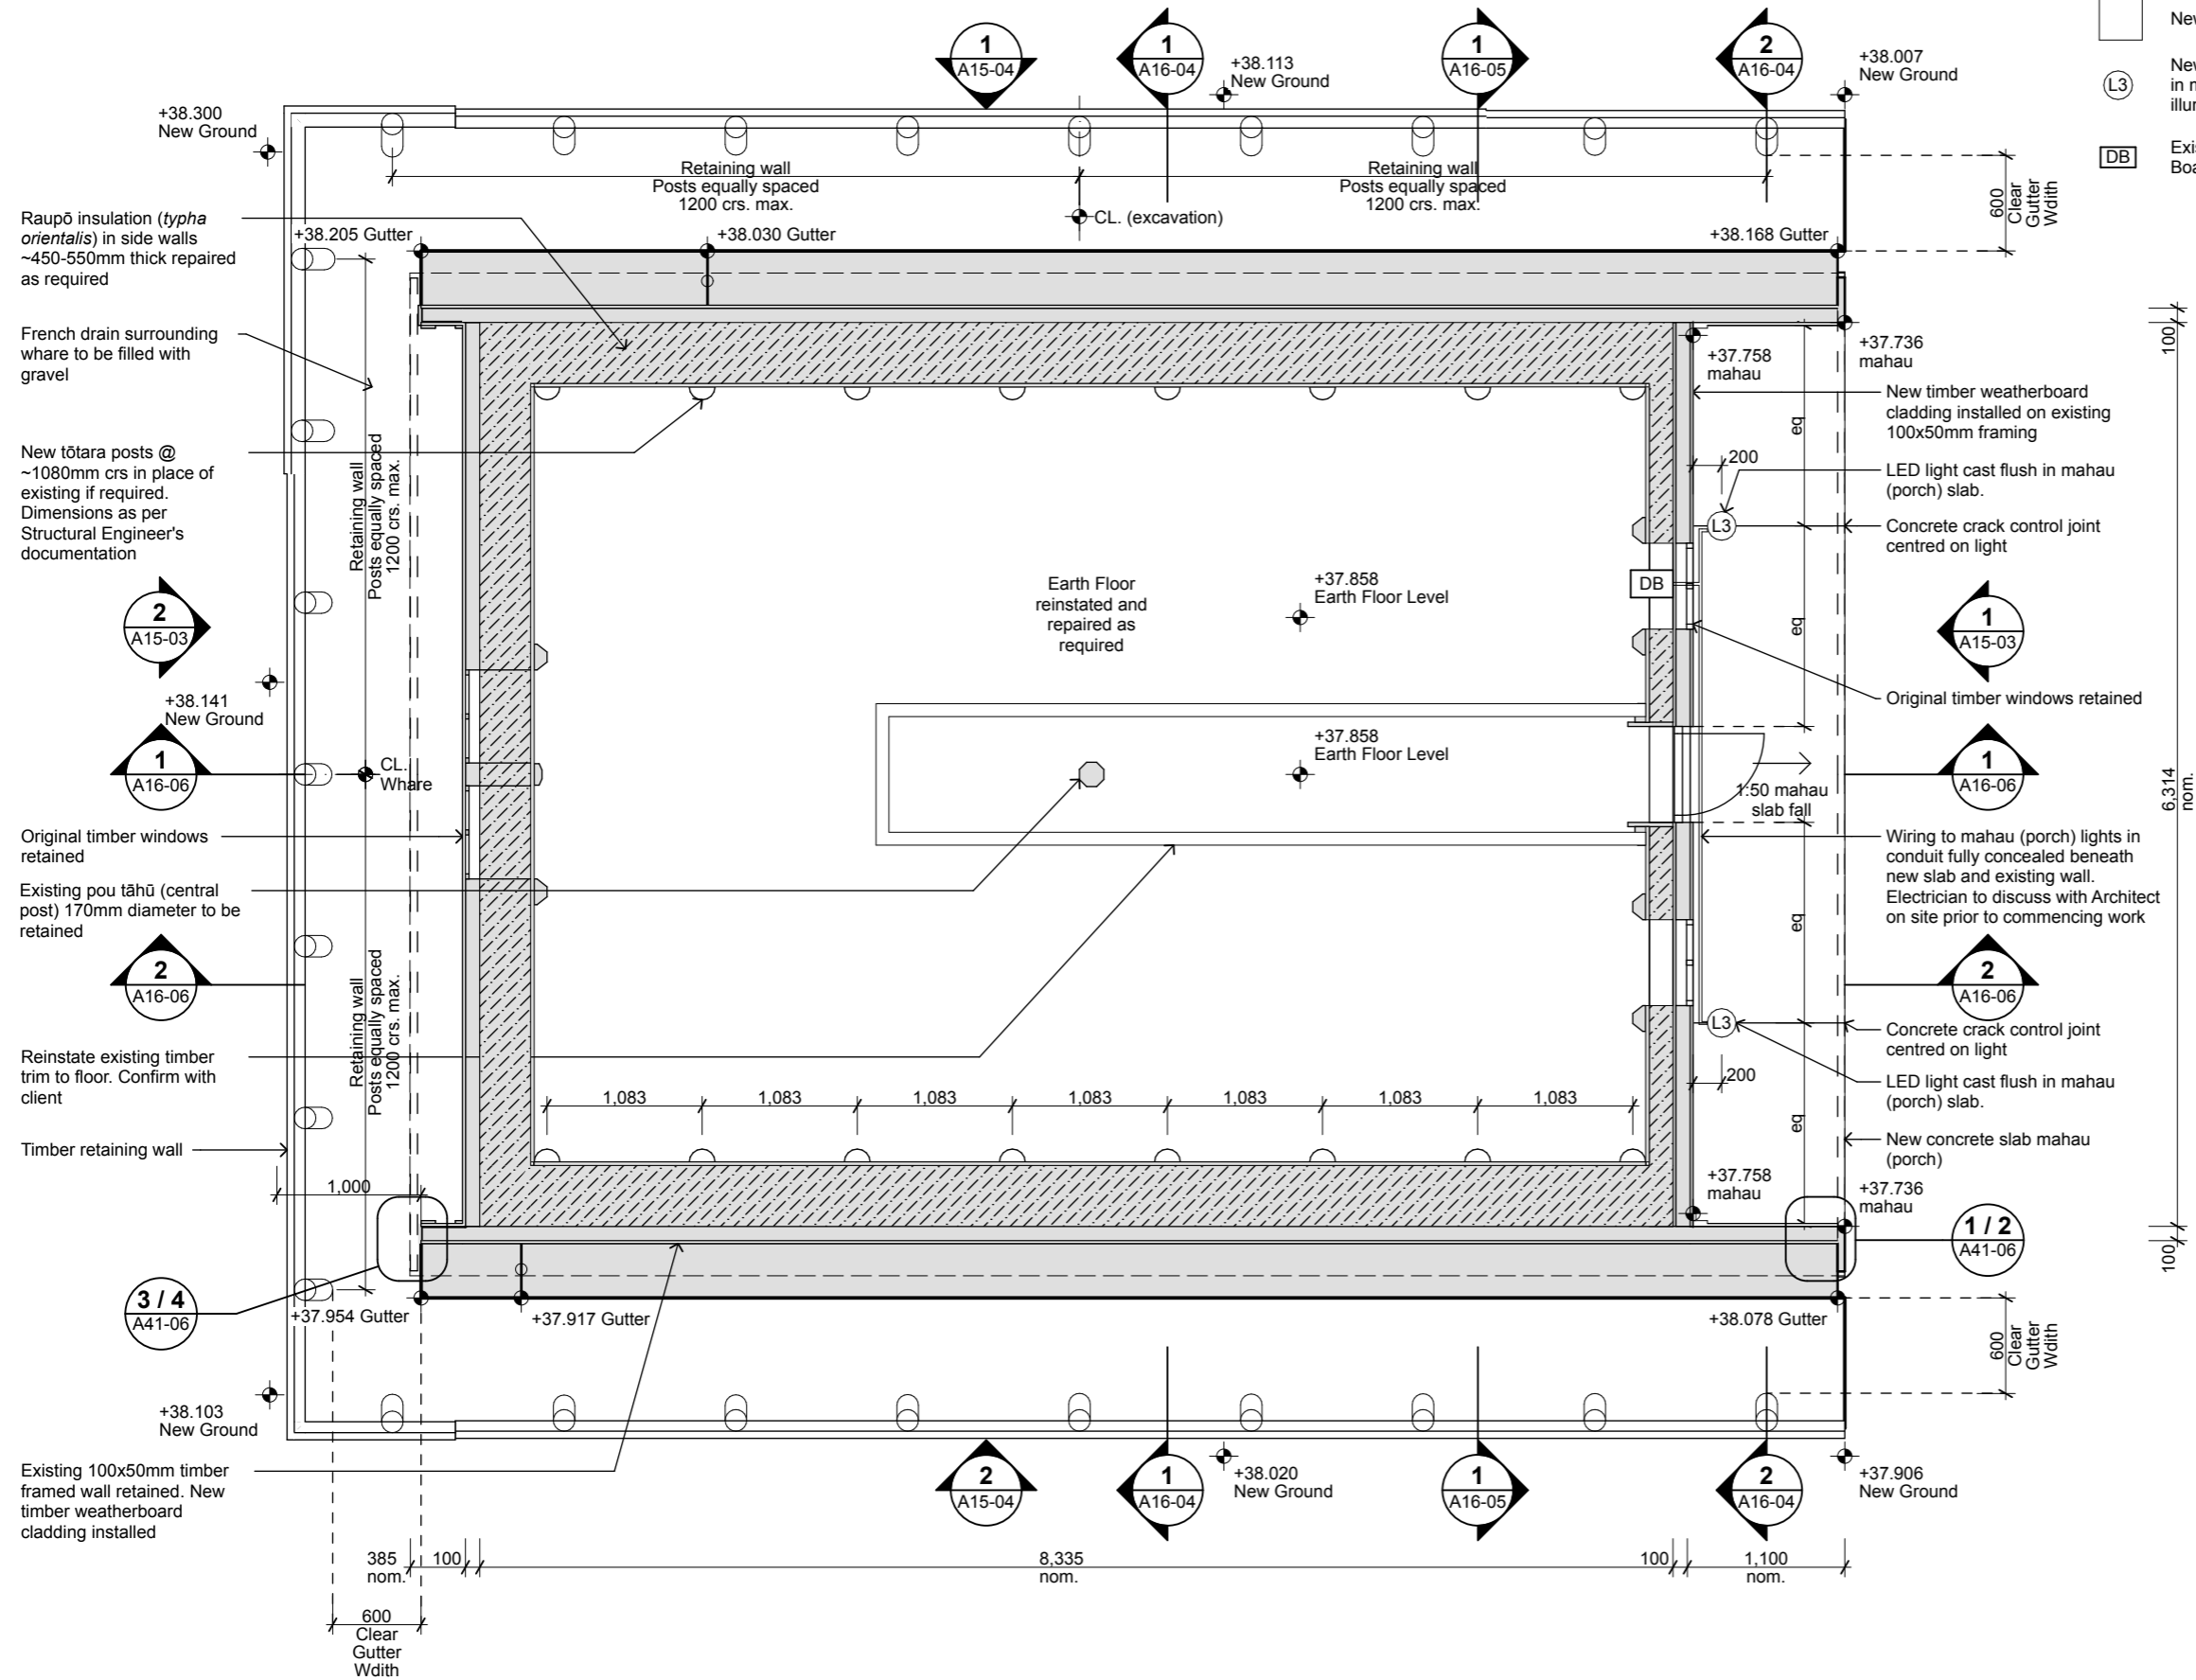 1
A15-04
1
A16-04
+38.113
New Ground
1
A16-05
2
A16-04
+38.007
New Ground
L3
in
DB
+38.300
New Ground
Retaining wall
Posts equally spaced
1200 crs. max.
Retaining wall
Posts equally spaced
1200 crs. max.
CL. (excavation)
600
Clear
Gutter
Wdith
Raupō insulation (typha
orientalis) in side walls
~450-550mm thick repaired
as required
+38.205 Gutter
+38.030 Gutter
+38.168 Gutter
French drain surrounding
whare to be filled with
gravel
+37.758
mahau
+37.736
mahau
100
New timber weatherboard
cladding installed on existing
100x50mm framing
New tōtara posts @
~1080mm crs in place of
existing if required.
Dimensions as per
Structural Engineer's
documentation
Retaining wall
Posts equally spaced
1200 crs. max.
eq
200
LED light cast flush in mahau
(porch) slab.
L3
Concrete crack control joint
centred on light
2
A15-03
Earth Floor
reinstated and
repaired as
required
+37.858
Earth Floor Level
DB
eq
1
A15-03
+38.141
New Ground
Original timber windows retained
1
A16-06
CL.
Whare
+37.858
Earth Floor Level
1:50 mahau
slab fall
1
A16-06
6,314
nom.
Original timber windows
retained
Wiring to mahau (porch) lights in
conduit fully concealed beneath
new slab and existing wall.
Electrician to discuss with Architect
on site prior to commencing work
Existing pou tāhū (central
post) 170mm diameter to be
retained
eq
2
A16-06
Retaining wall
Posts equally spaced
1200 crs. max.
2
A16-06
L3
Concrete crack control joint
centred on light
Reinstate existing timber
trim to floor. Confirm with
client
200
LED light cast flush in mahau
(porch) slab.
1,083
1,083
1,083
1,083
1,083
1,083
1,083
eq
New concrete slab mahau
(porch)
Timber retaining wall
1,000
+37.758
mahau
+37.736
mahau
1 / 2
A41-06
100
3 / 4
A41-06
+37.954 Gutter
+37.917 Gutter
+38.078 Gutter
600
Clear
Gutter
Wdith
+38.103
New Ground
Existing 100x50mm timber
framed wall retained. New
timber weatherboard
cladding installed
2
A15-04
1
A16-04
+38.020
New Ground
1
A16-05
2
A16-04
+37.906
New Ground
385
nom.
100
8,335
nom.
100
1,100
nom.
600
Clear
Gutter
Wdith